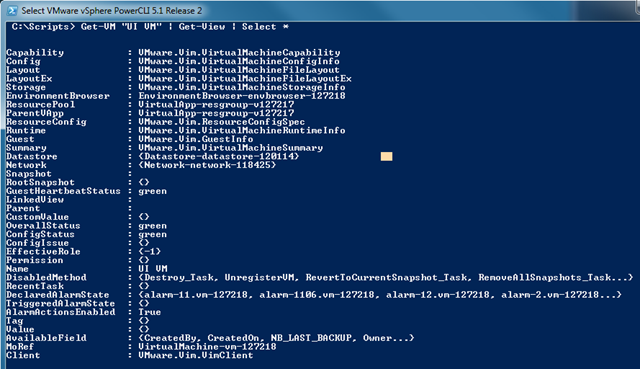 Select VMware vSphere PowerCLI 5.1 Release 2
C:\Scripts> Get-VM "UI VM" | Get-View | Select *
Capability : VMware.Vim.VirtualMachineCapability
Config : VMware.Vim.VirtualMachineConfigInfo
Layout : VMware.Vim.VirtualMachineFileLayout
LayoutEx : VMware.Vim.VirtualMachineFileLayoutEx
Storage : VMware.Vim.VirtualMachineStorageInfo
EnvironmentBrowser : EnvironmentBrowser-envbrowser-127218
ResourcePool : VirtualApp-resgroup-v127217
ParentVApp : VirtualApp-resgroup-v127217
ResourceConfig : VMware.Vim.ResourceConfigSpec
Runtime : VMware.Vim.VirtualMachineRuntimeInfo
Guest : VMware.Vim.GuestInfo
Summary : VMware.Vim.VirtualMachineSummary
Datastore : {Datastore-datastore-120114}
Network : {Network-network-118425}
Snapshot :
RootSnapshot : {}
GuestHeartbeatStatus : green
LinkedView :
Parent :
CustomValue : {}
OverallStatus : green
ConfigStatus : green
ConfigIssue : {}
EffectiveRole : {-1}
Permission : {}
Name : UI VM
DisabledMethod : {Destroy_Task, UnregisterVM, RevertToCurrentSnapshot_Task, RemoveAllSnapshots_Task...}
RecentTask : {}
DeclaredAlarmState : {alarm-11.vm-127218, alarm-1106.vm-127218, alarm-12.vm-127218, alarm-2.vm-127218...}
TriggeredAlarmState : {}
AlarmActionsEnabled : True
Tag : {}
Value : {}
AvailableField : {CreatedBy, CreatedOn, NB_LAST_BACKUP, Owner...}
MoRef : VirtualMachine-vm-127218
Client : VMware.Vim.VimClient